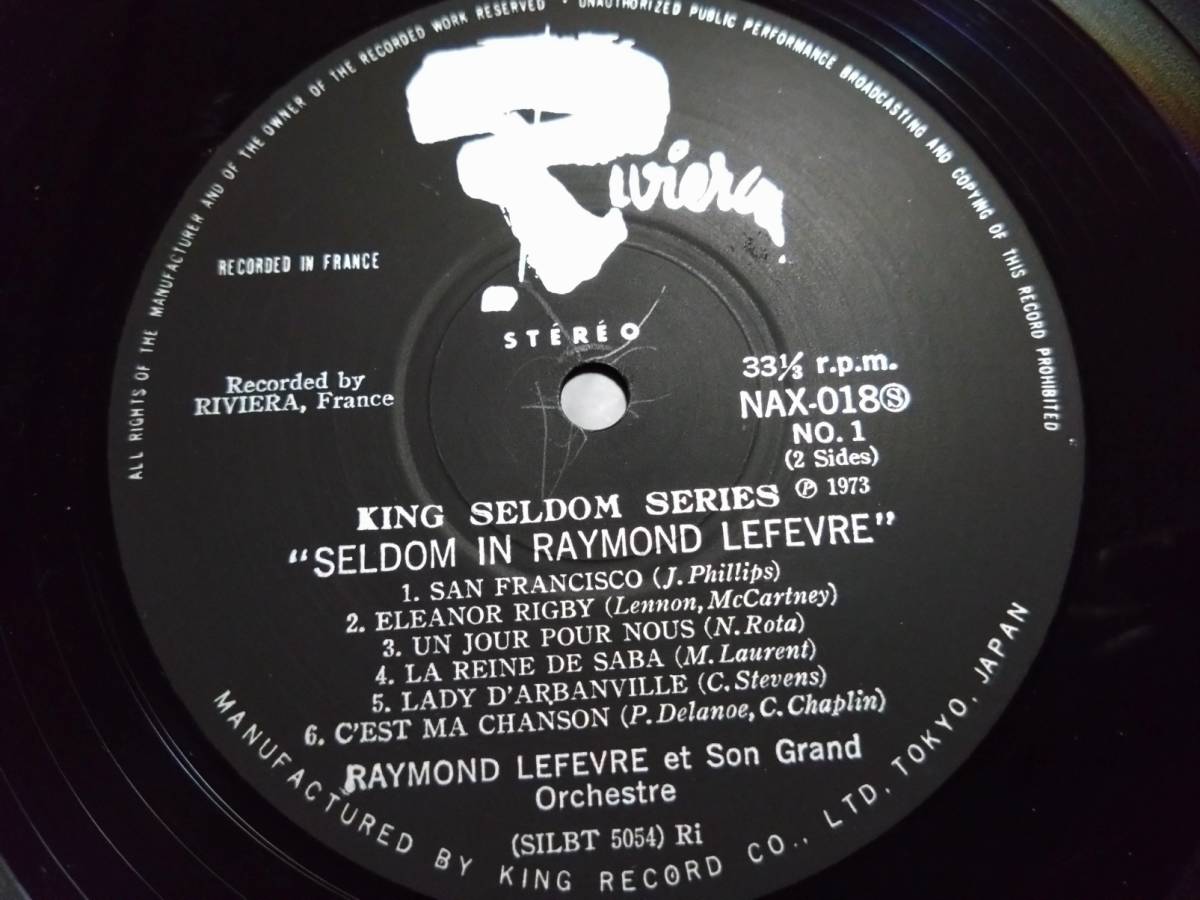 ALL RIGHTS OF THE MANUFACTURER AND OF THE OWNER OF THE RECORDED WORK RESERVED • UNAUTHORIZED PUBLIC PERFORMANCE BROADCASTING AND COPYING OF THIS RECORD PROHIBITED
Riviera
RECORDED IN FRANCE
STÉRÉO
Recorded by
RIVIERA, France
33⅓ r.p.m.
NAX-018Ⓢ
NO. 1
(2 Sides)
℗ 1973
KING SELDOM SERIES
"SELDOM IN RAYMOND LEFEVRE"
1. SAN FRANCISCO (J. Phillips)
2. ELEANOR RIGBY (Lennon, McCartney)
3. UN JOUR POUR NOUS (N. Rota)
4. LA REINE DE SABA (M. Laurent)
5. LADY D'ARBANVILLE (C. Stevens)
6. C'EST MA CHANSON (P. Delanoe, C. Chaplin)
RAYMOND LEFEVRE et Son Grand
Orchestre
(SILBT 5054) Ri
MANUFACTURED BY KING RECORD CO., LTD, TOKYO, JAPAN